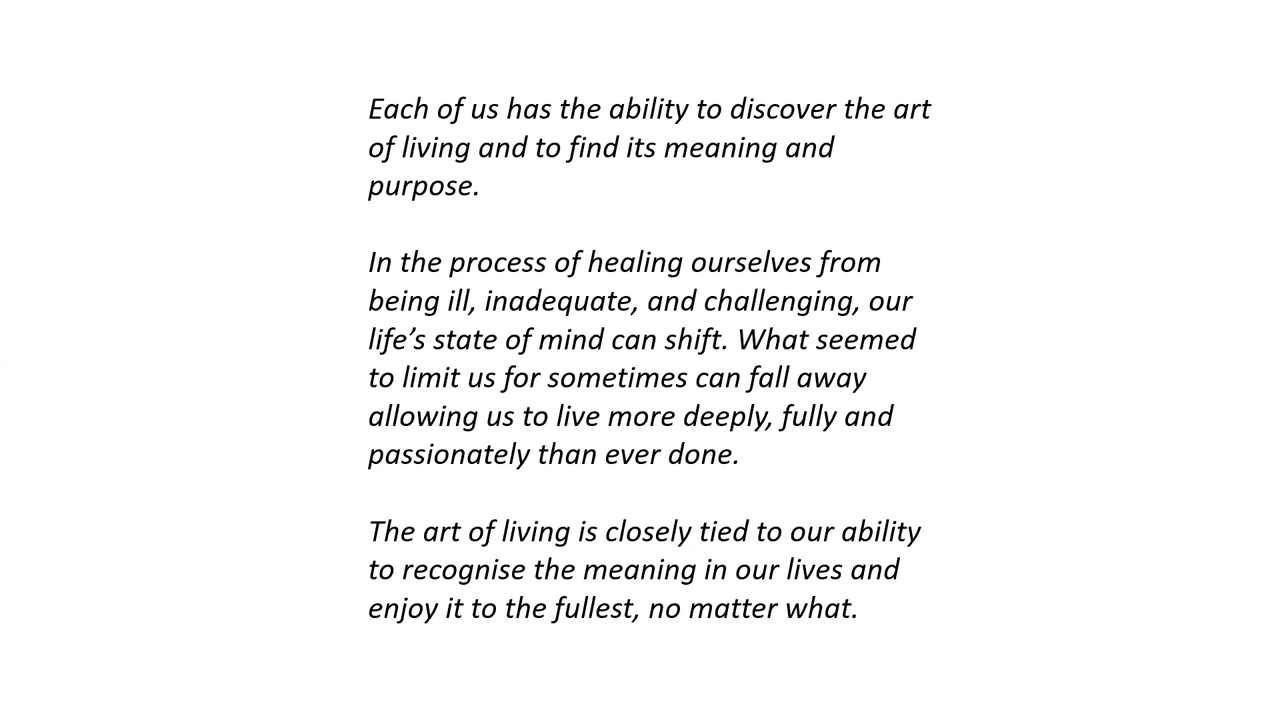 Each of us has the ability to discover the art
of living and to find its meaning and
purpose.
In the process of healing ourselves from
being ill, inadequate, and challenging, our
life’s state of mind can shift. What seemed
to limit us for sometimes can fall away
allowing us to live more deeply, fully and
passionately than ever done.
The art of living is closely tied to our ability
to recognise the meaning in our lives and
enjoy it to the fullest, no matter what.